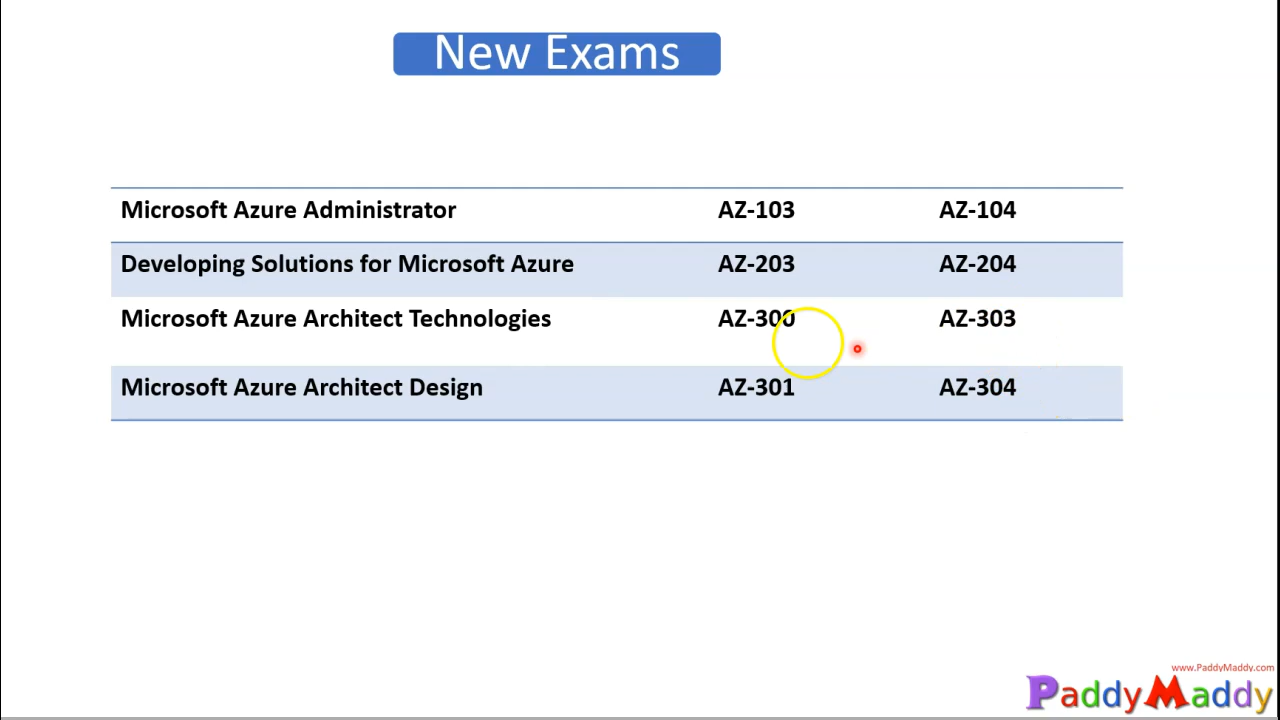 New Exams
Microsoft Azure Administrator AZ-103 AZ-104
Developing Solutions for Microsoft Azure AZ-203 AZ-204
Microsoft Azure Architect Technologies AZ-300 AZ-303
Microsoft Azure Architect Design AZ-301 AZ-304
www.PaddyMaddy.com
PaddyMaddy